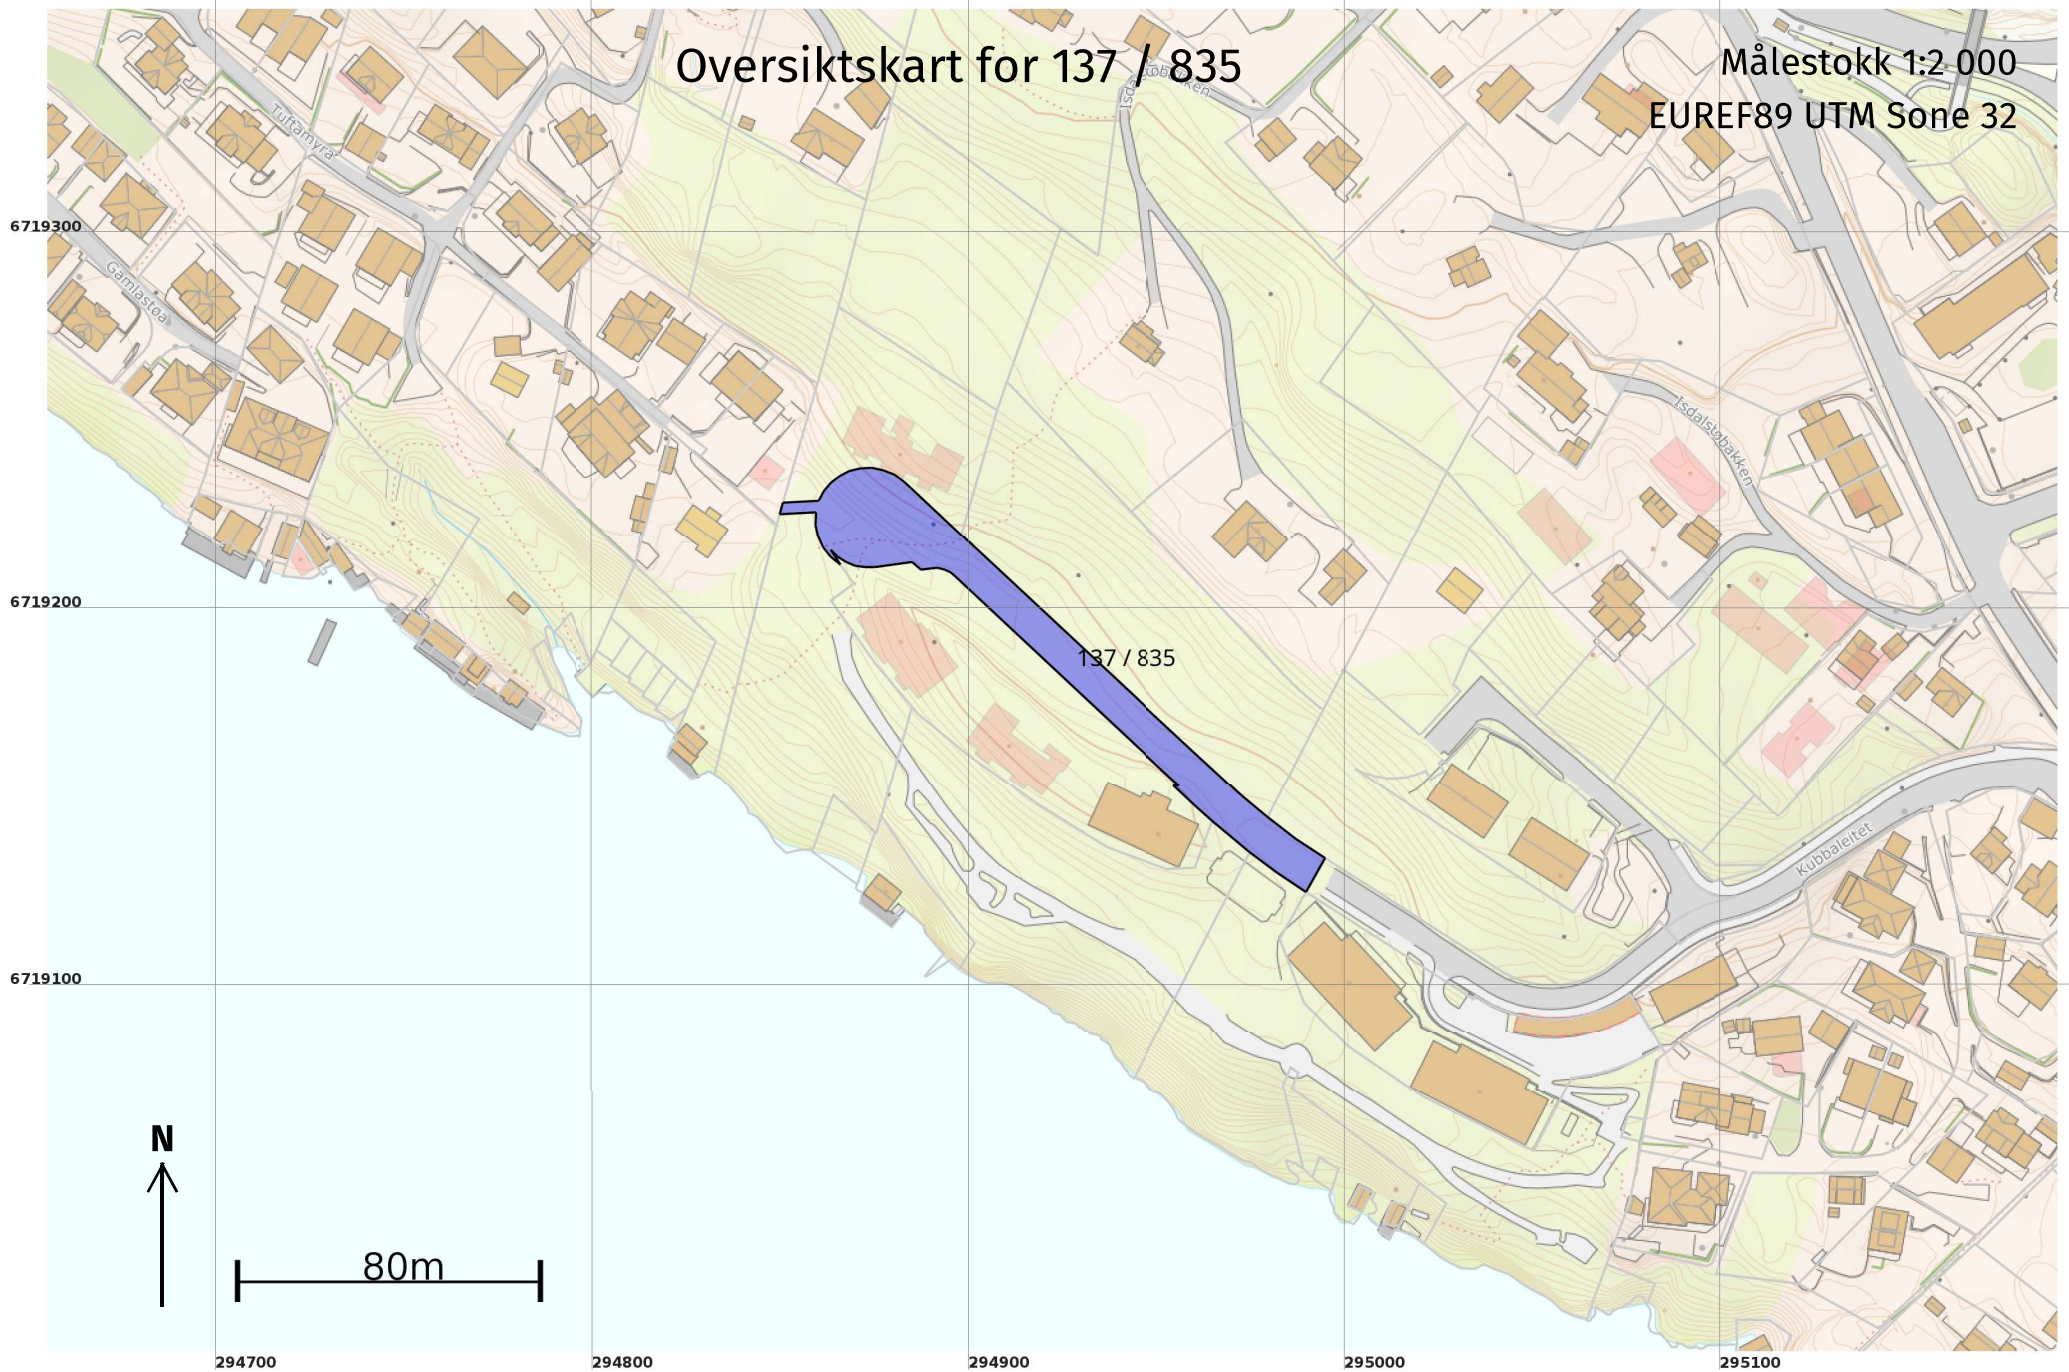 Oversiktskart for 137 / 835
Målestokk 1:2 000
EUREF89 UTM Sone 32
Tuftamyra
Isdalstøbakken
6719300
Gamlastøa
Isdalstøbakken
6719200
137 / 835
Kubbaleitet
6719100
N
80m
294700
294800
294900
295000
295100